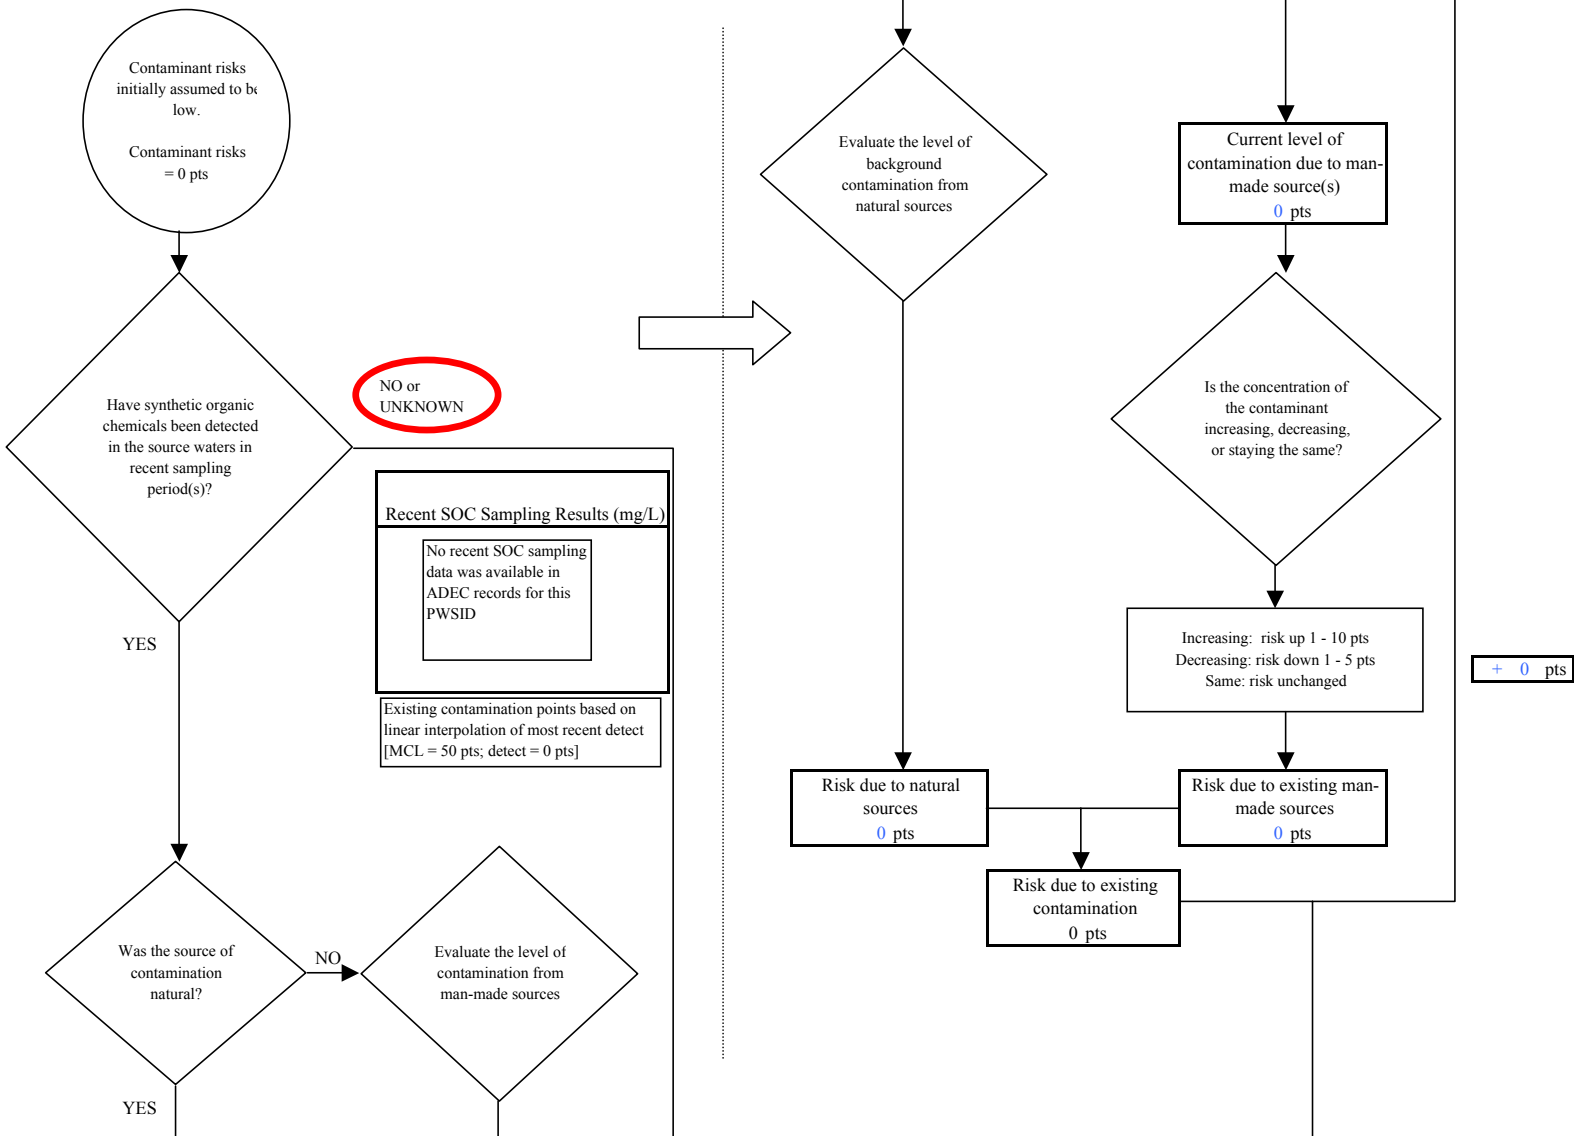 Contaminant risks
initially assumed to be
low.
Contaminant risks
= 0 pts
Have synthetic organic
chemicals been detected
in the source waters in
recent sampling
period(s)?
NO or
UNKNOWN
Recent SOC Sampling Results (mg/L)
No recent SOC sampling
data was available in
ADEC records for this
PWSID
Existing contamination points based on
linear interpolation of most recent detect
[MCL = 50 pts; detect = 0 pts]
YES
Was the source of
contamination
natural?
NO
Evaluate the level of
contamination from
man-made sources
YES
Evaluate the level of
background
contamination from
natural sources
Current level of
contamination due to man-
made source(s)
0 pts
Is the concentration of
the contaminant
increasing, decreasing,
or staying the same?
Increasing: risk up 1 - 10 pts
Decreasing: risk down 1 - 5 pts
Same: risk unchanged
+ 0 pts
Risk due to natural
sources
0 pts
Risk due to existing man-
made sources
0 pts
Risk due to existing
contamination
0 pts